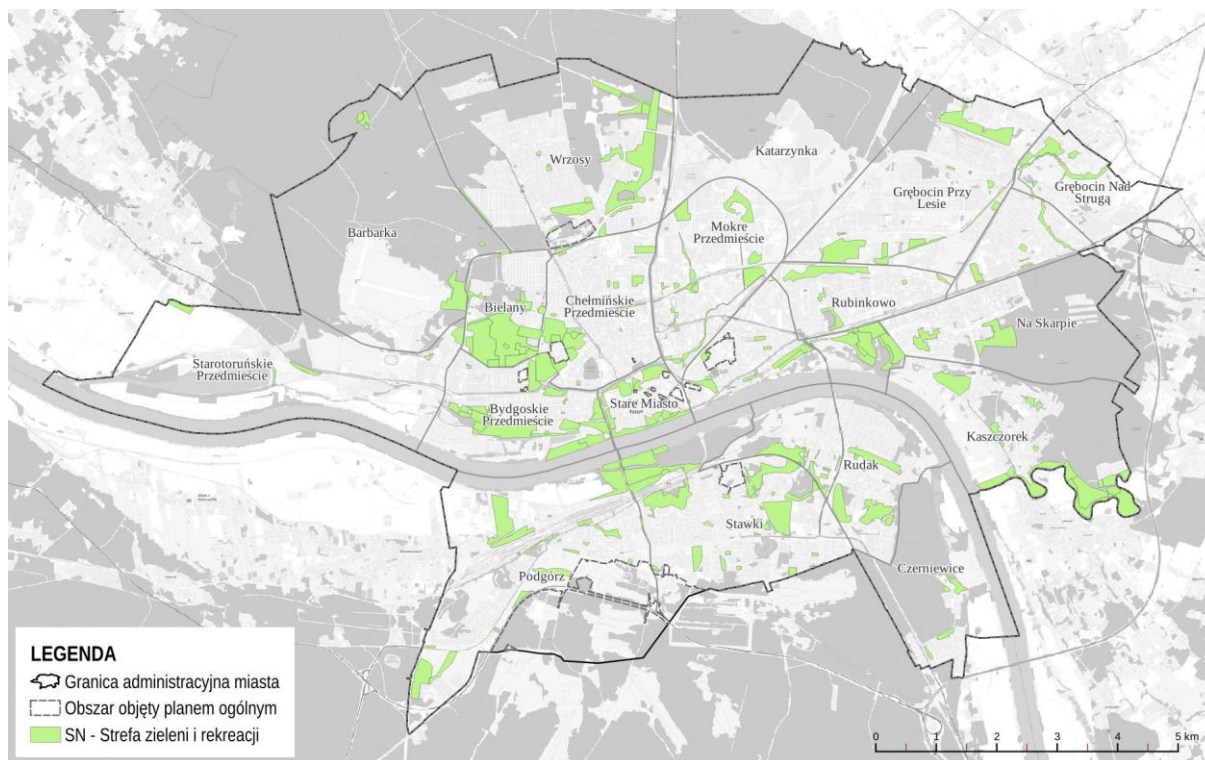 Wrzosy
Katarzynka
Grębocin Przy
Lesie
Grębocin Nad
Strugą
Barbarka
Mokre
Przedmieście
Bielany
Chełmińskie
Przedmieście
Rubinkowo
Na Skarpie
Starotoruńskie
Przedmieście
Bydgoskie
Przedmieście
Stare Miasto
Kaszczorek
Rudak
Stawki
Podgórz
Czerniewice
LEGENDA
Granica administracyjna miasta
Obszar objęty planem ogólnym
SN - Strefa zieleni i rekreacji
0 1 2 3 4 5 km